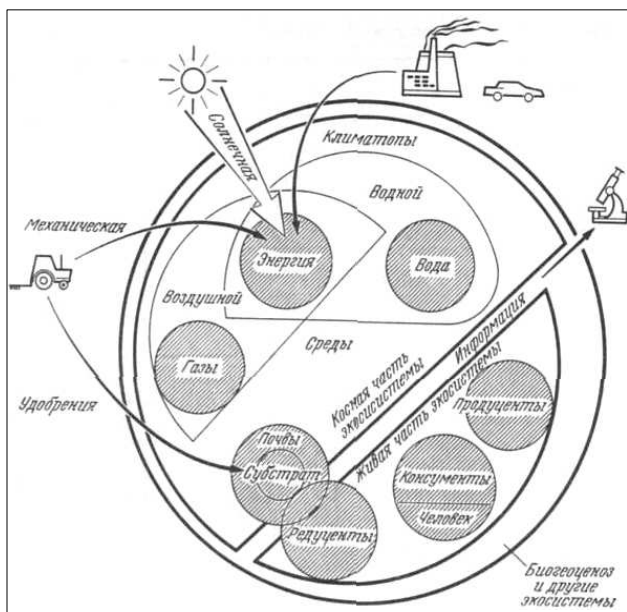 Солнечная
Климатопы
Водной
Механическая
Энергия
Вода
Воздушной
Среды
Газы
Информация
Косная часть
экосистемы
Живая часть экосистемы
Удобрения
Продуценты
Почвы
Субстрат
Консументы
Человек
Редуценты
Биогеоценоз
и другие
экосистемы